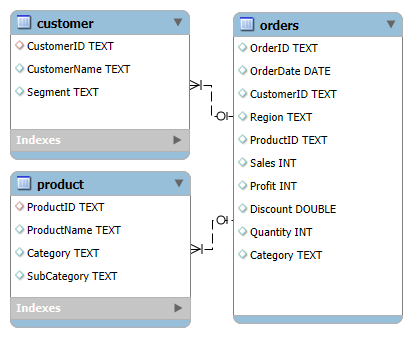 customer
CustomerID TEXT
CustomerName TEXT
Segment TEXT
Indexes
product
ProductID TEXT
ProductName TEXT
Category TEXT
SubCategory TEXT
Indexes
orders
OrderID TEXT
OrderDate DATE
CustomerID TEXT
Region TEXT
ProductID TEXT
Sales INT
Profit INT
Discount DOUBLE
Quantity INT
Category TEXT